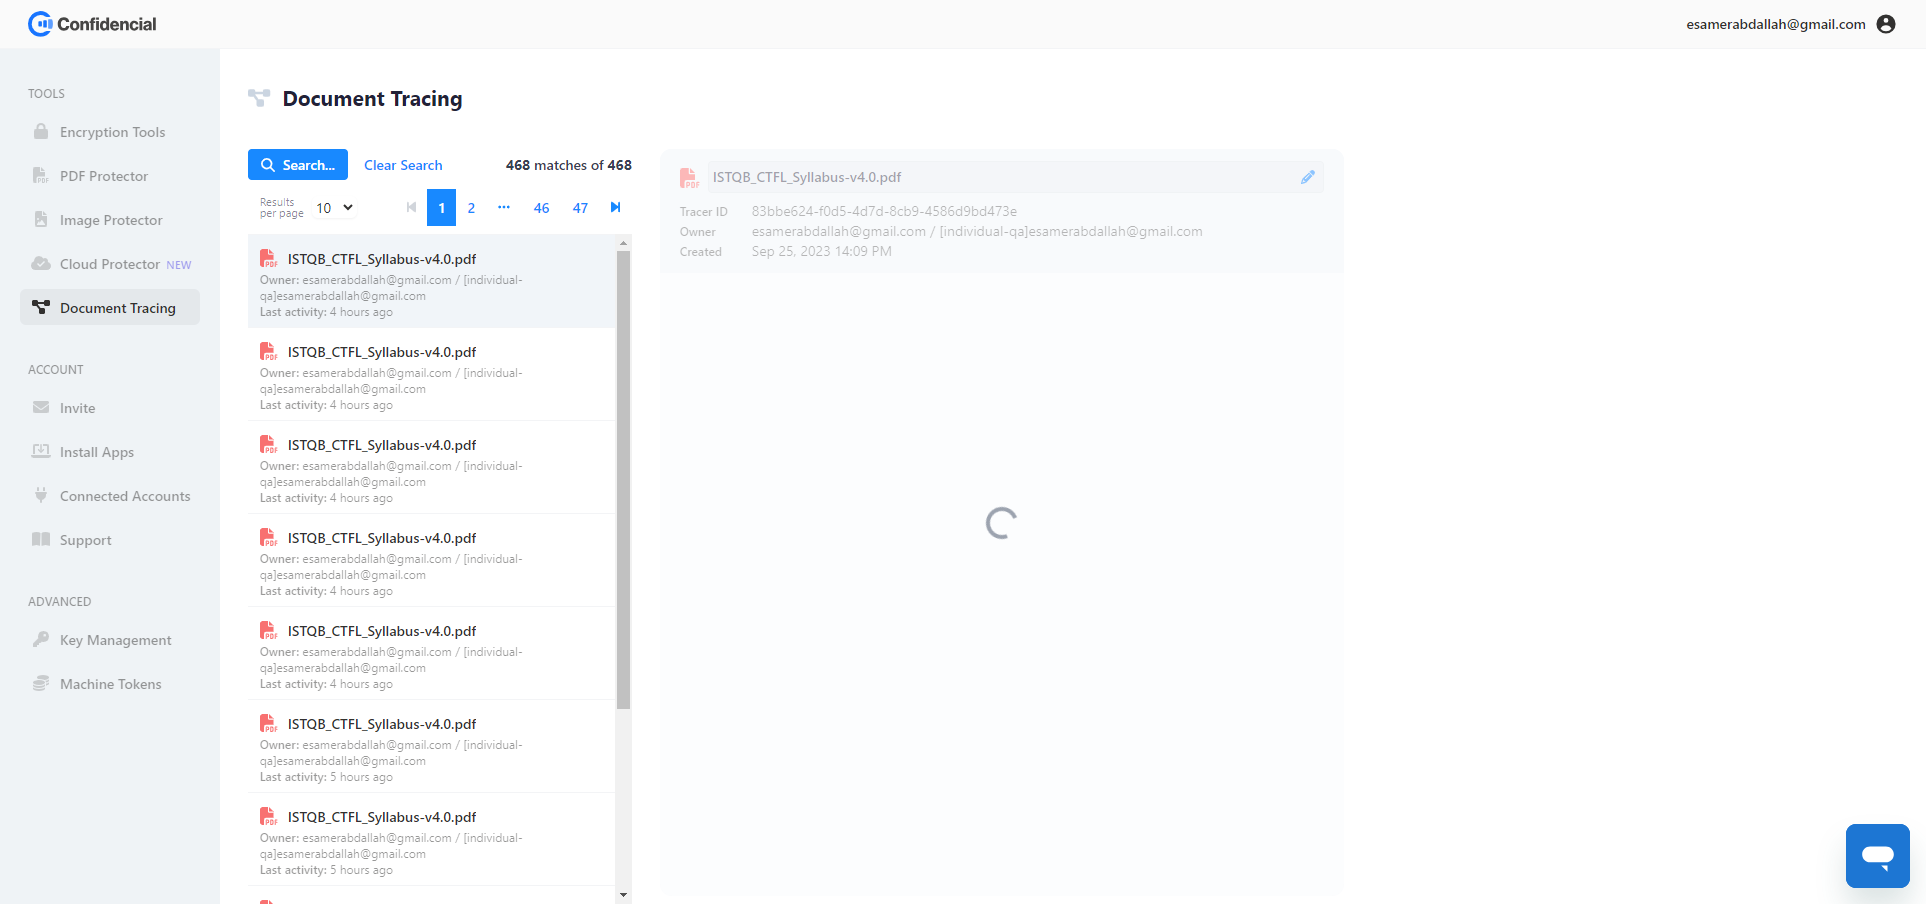 Confidencial
esamerabdallah@gmail.com
TOOLS
Encryption Tools
PDF Protector
Image Protector
Cloud Protector NEW
Document Tracing
ACCOUNT
Invite
Install Apps
Connected Accounts
Support
ADVANCED
Key Management
Machine Tokens
Document Tracing
Search... Clear Search 468 matches of 468
Results
per page 10 1 2 ··· 46 47
PDF ISTQB_CTFL_Syllabus-v4.0.pdf
Owner: esamerabdallah@gmail.com / [individual-
qa]esamerabdallah@gmail.com
Last activity: 4 hours ago
PDF ISTQB_CTFL_Syllabus-v4.0.pdf
Owner: esamerabdallah@gmail.com / [individual-
qa]esamerabdallah@gmail.com
Last activity: 4 hours ago
PDF ISTQB_CTFL_Syllabus-v4.0.pdf
Owner: esamerabdallah@gmail.com / [individual-
qa]esamerabdallah@gmail.com
Last activity: 4 hours ago
PDF ISTQB_CTFL_Syllabus-v4.0.pdf
Owner: esamerabdallah@gmail.com / [individual-
qa]esamerabdallah@gmail.com
Last activity: 4 hours ago
PDF ISTQB_CTFL_Syllabus-v4.0.pdf
Owner: esamerabdallah@gmail.com / [individual-
qa]esamerabdallah@gmail.com
Last activity: 4 hours ago
PDF ISTQB_CTFL_Syllabus-v4.0.pdf
Owner: esamerabdallah@gmail.com / [individual-
qa]esamerabdallah@gmail.com
Last activity: 5 hours ago
PDF ISTQB_CTFL_Syllabus-v4.0.pdf
Owner: esamerabdallah@gmail.com / [individual-
qa]esamerabdallah@gmail.com
Last activity: 5 hours ago
PDF ISTQB_CTFL_Syllabus-v4.0.pdf
Tracer ID 83bbe624-f0d5-4d7d-8cb9-4586d9bd473e
Owner esamerabdallah@gmail.com / [individual-qa]esamerabdallah@gmail.com
Created Sep 25, 2023 14:09 PM